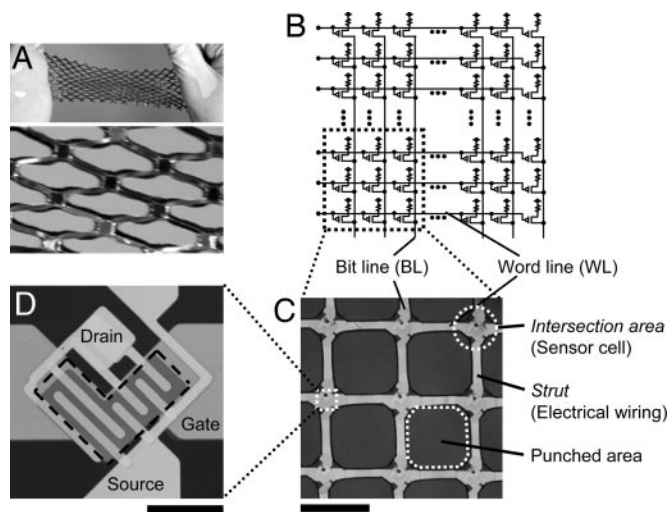 A
B
Bit line (BL)
Word line (WL)
D
Drain
Gate
Source
C
Intersection area
(Sensor cell)
Strut
(Electrical wiring)
Punched area